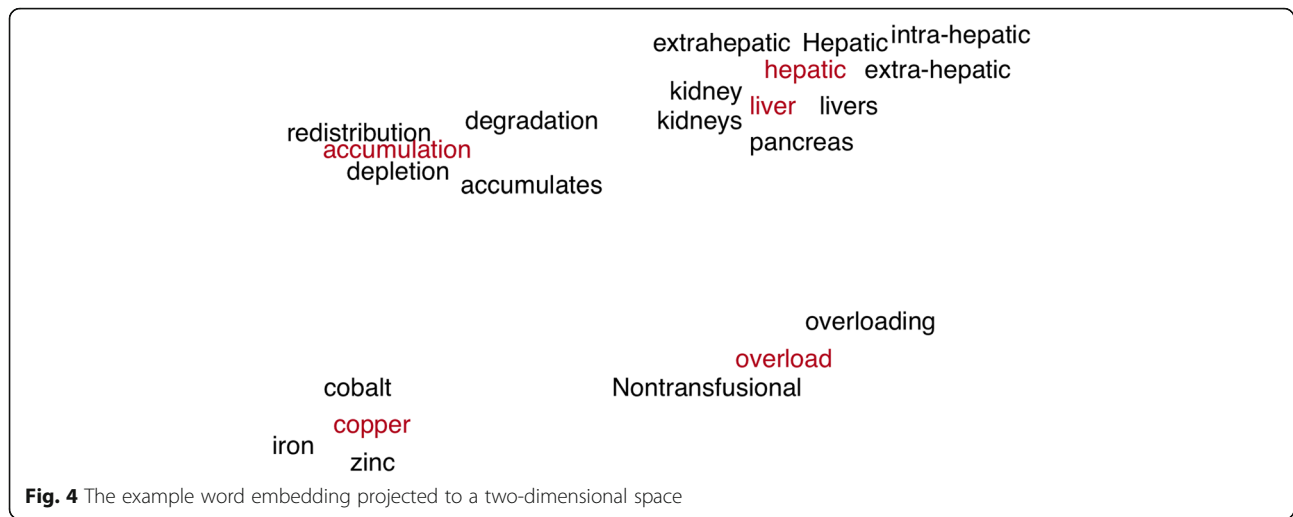 extrahepatic Hepatic intra-hepatic
hepatic extra-hepatic
kidney
liver livers
kidneys
pancreas
degradation
redistribution
accumulation
depletion
accumulates
overloading
overload
Nontransfusional
cobalt
copper
iron
zinc
Fig. 4 The example word embedding projected to a two-dimensional space